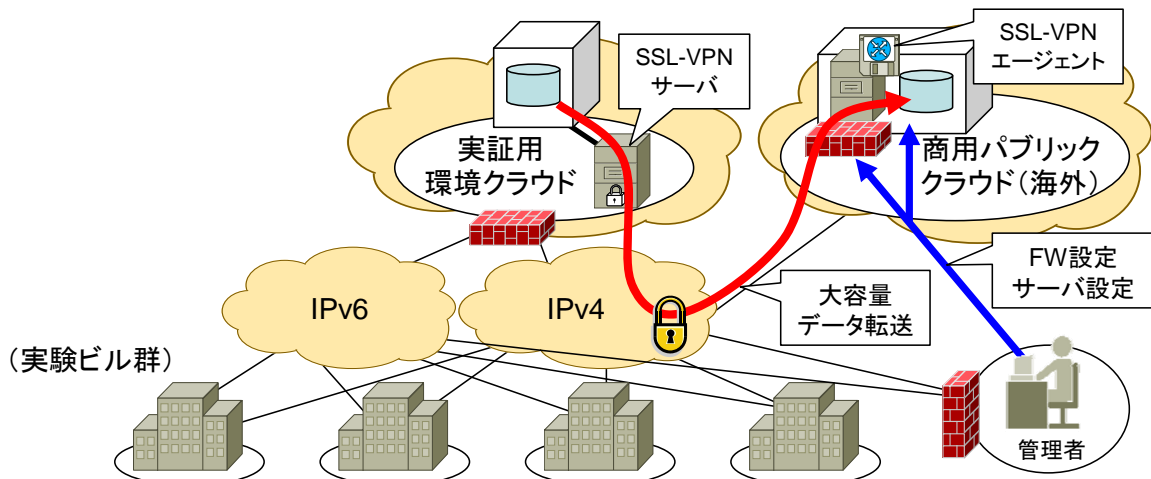 SSL-VPN
サーバ
SSL-VPN
エージェント
実証用
環境クラウド
商用パブリック
クラウド（海外）
IPv6
IPv4
大容量
データ転送
FW設定
サーバ設定
（実験ビル群）
管理者